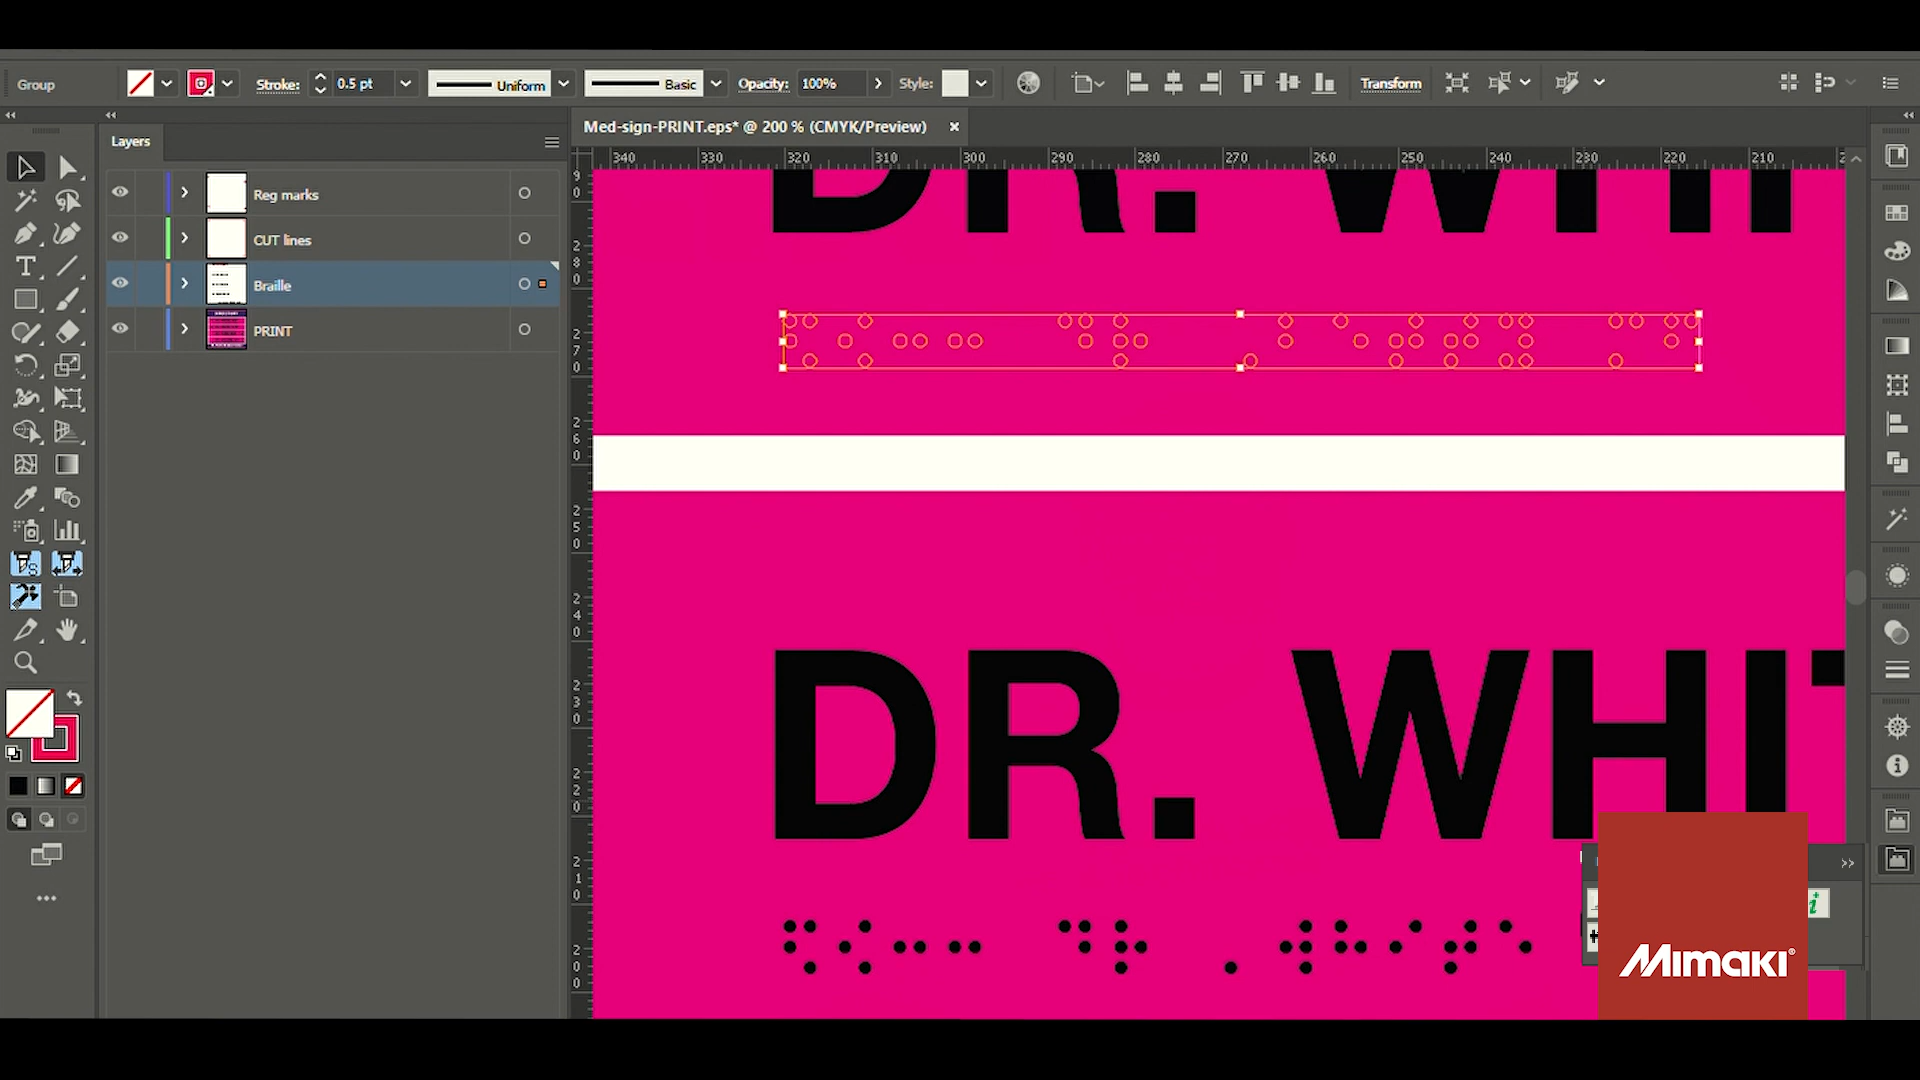 Group
Stroke:
0.5 pt
Uniform
Basic
Opacity:
100%
Style:
Transform
Layers
Med-sign-PRINT.eps* @ 200 % (CMYK/Preview)
340 330 320 310 300 290 280 270 260 250 240 230 220 210
Reg marks
CUT lines
Braille
PRINT
DR. WHI
DR. WHI
⠝⠊⠤⠤ ⠙⠗
MIMAKI®